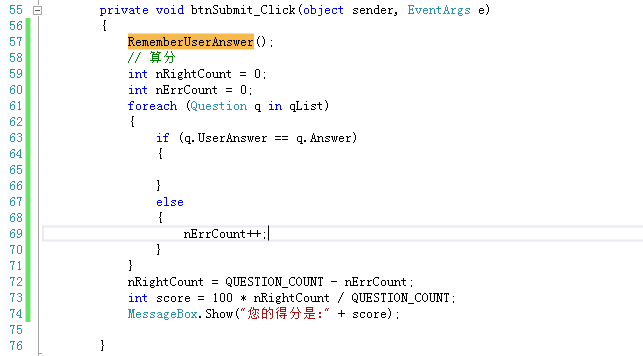 55 private void btnSubmit_Click(object sender, EventArgs e)
56 {
57 RememberUserAnswer();
58 // 算分
59 int nRightCount = 0;
60 int nErrCount = 0;
61 foreach (Question q in qList)
62 {
63 if (q.UserAnswer == q.Answer)
64 {
65
66 }
67 else
68 {
69 nErrCount++;
70 }
71 }
72 nRightCount = QUESTION_COUNT - nErrCount;
73 int score = 100 * nRightCount / QUESTION_COUNT;
74 MessageBox.Show("您的得分是:" + score);
75
76 }